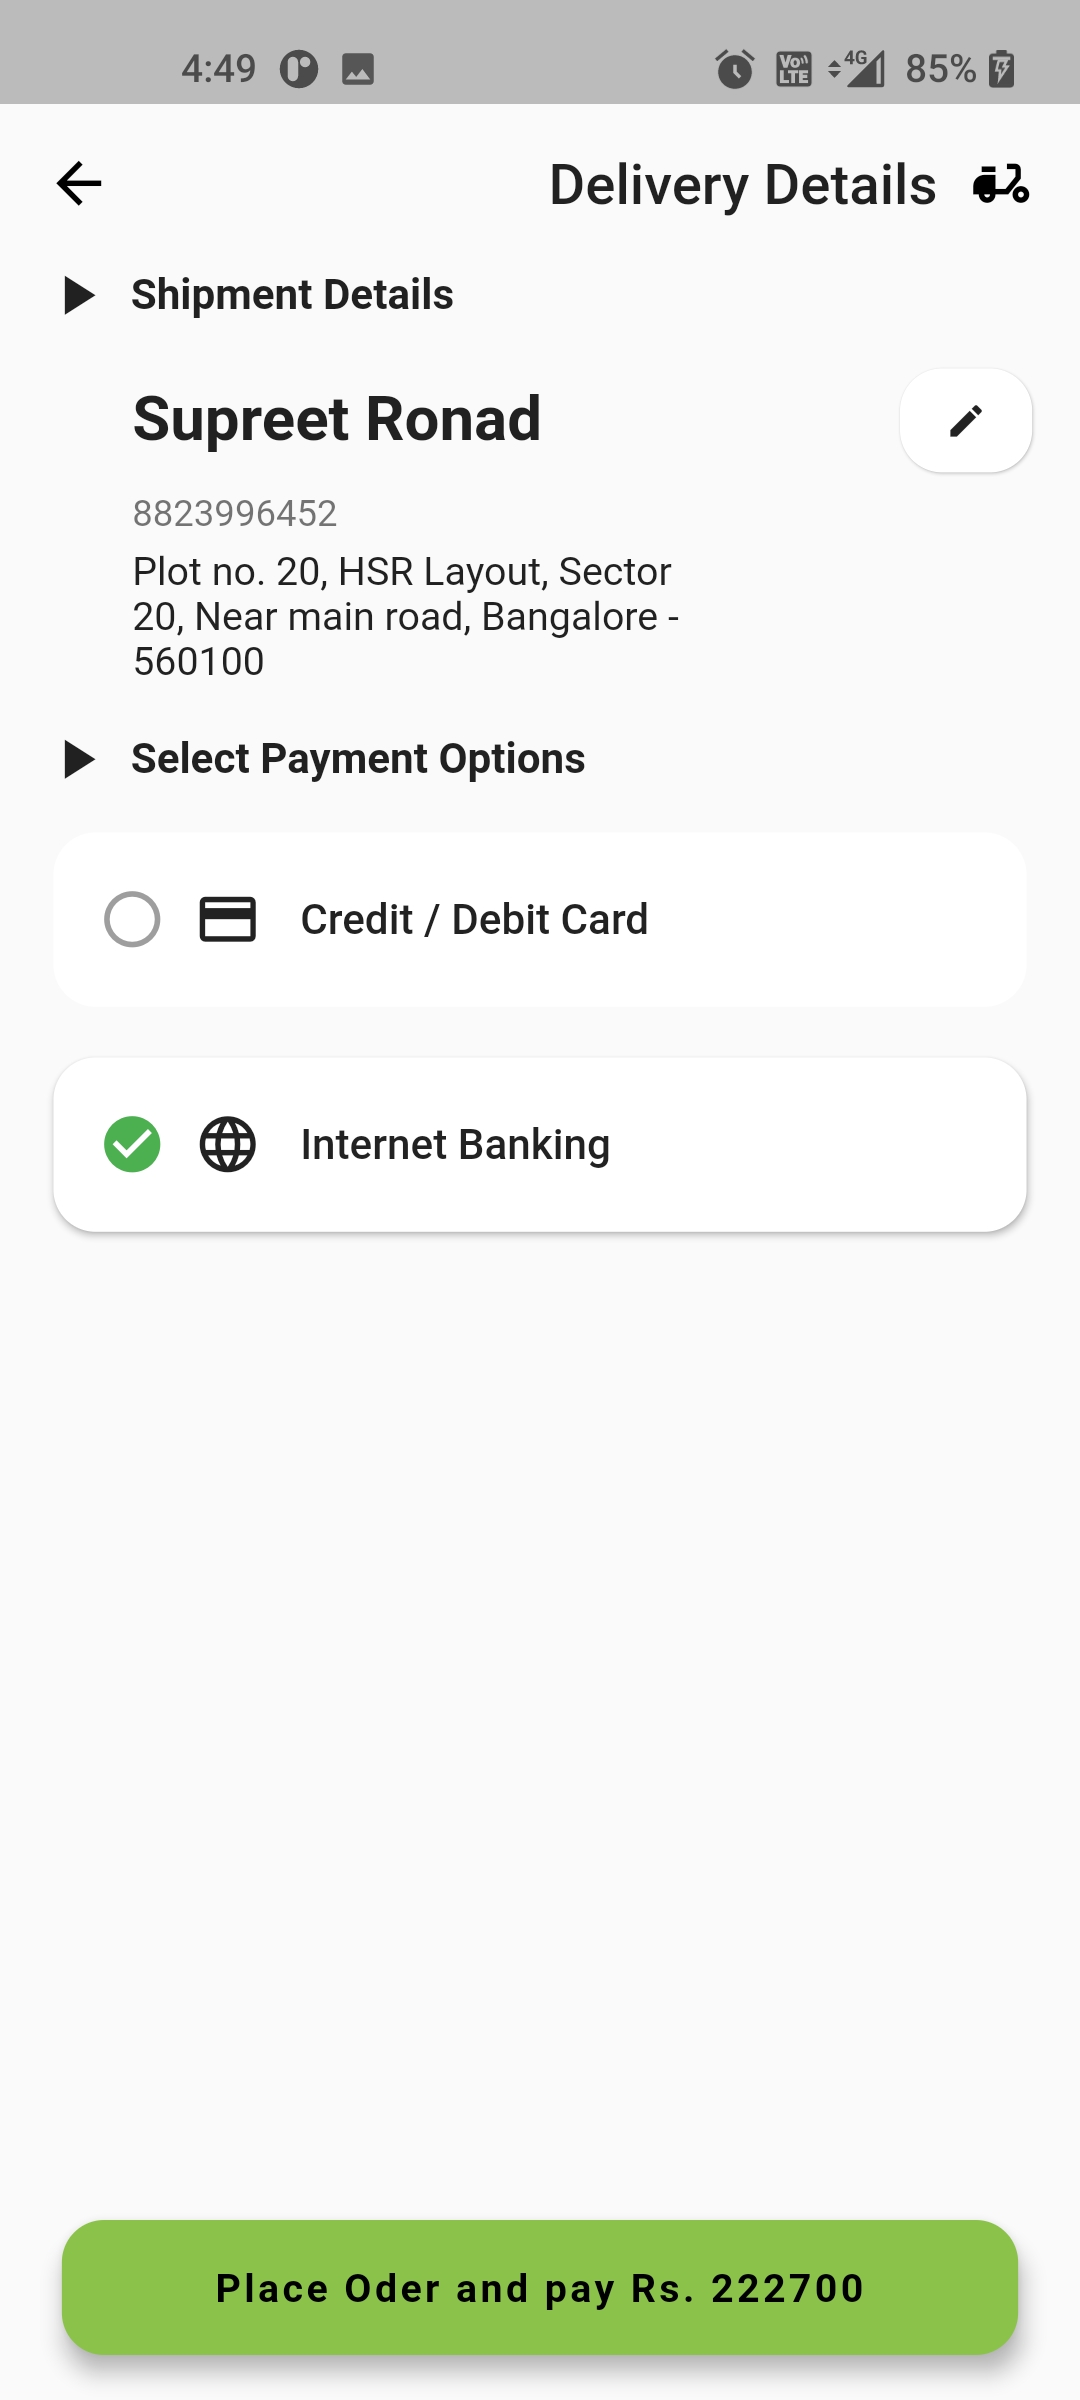 4:49
Vo LTE
4G
85%
Delivery Details
Shipment Details
Supreet Ronad
8823996452
Plot no. 20, HSR Layout, Sector
20, Near main road, Bangalore -
560100
Select Payment Options
Credit / Debit Card
Internet Banking
Place Oder and pay Rs. 222700